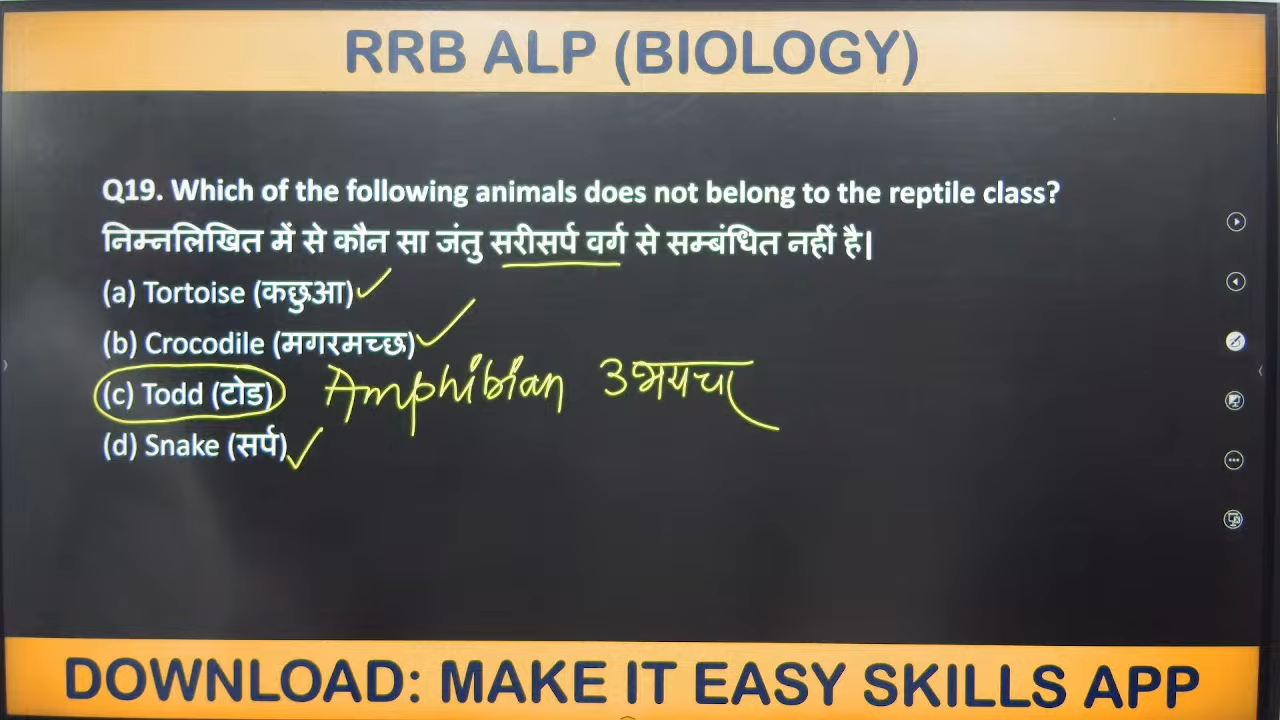 RRB ALP (BIOLOGY)
Q19. Which of the following animals does not belong to the reptile class?
निम्नलिखित में से कौन सा जंतु सरीसर्प वर्ग से सम्बंधित नहीं है|
(a) Tortoise (कछुआ)
(b) Crocodile (मगरमच्छ)
(c) Todd (टोड) Amphibian उभयचर
(d) Snake (सर्प)
DOWNLOAD: MAKE IT EASY SKILLS APP